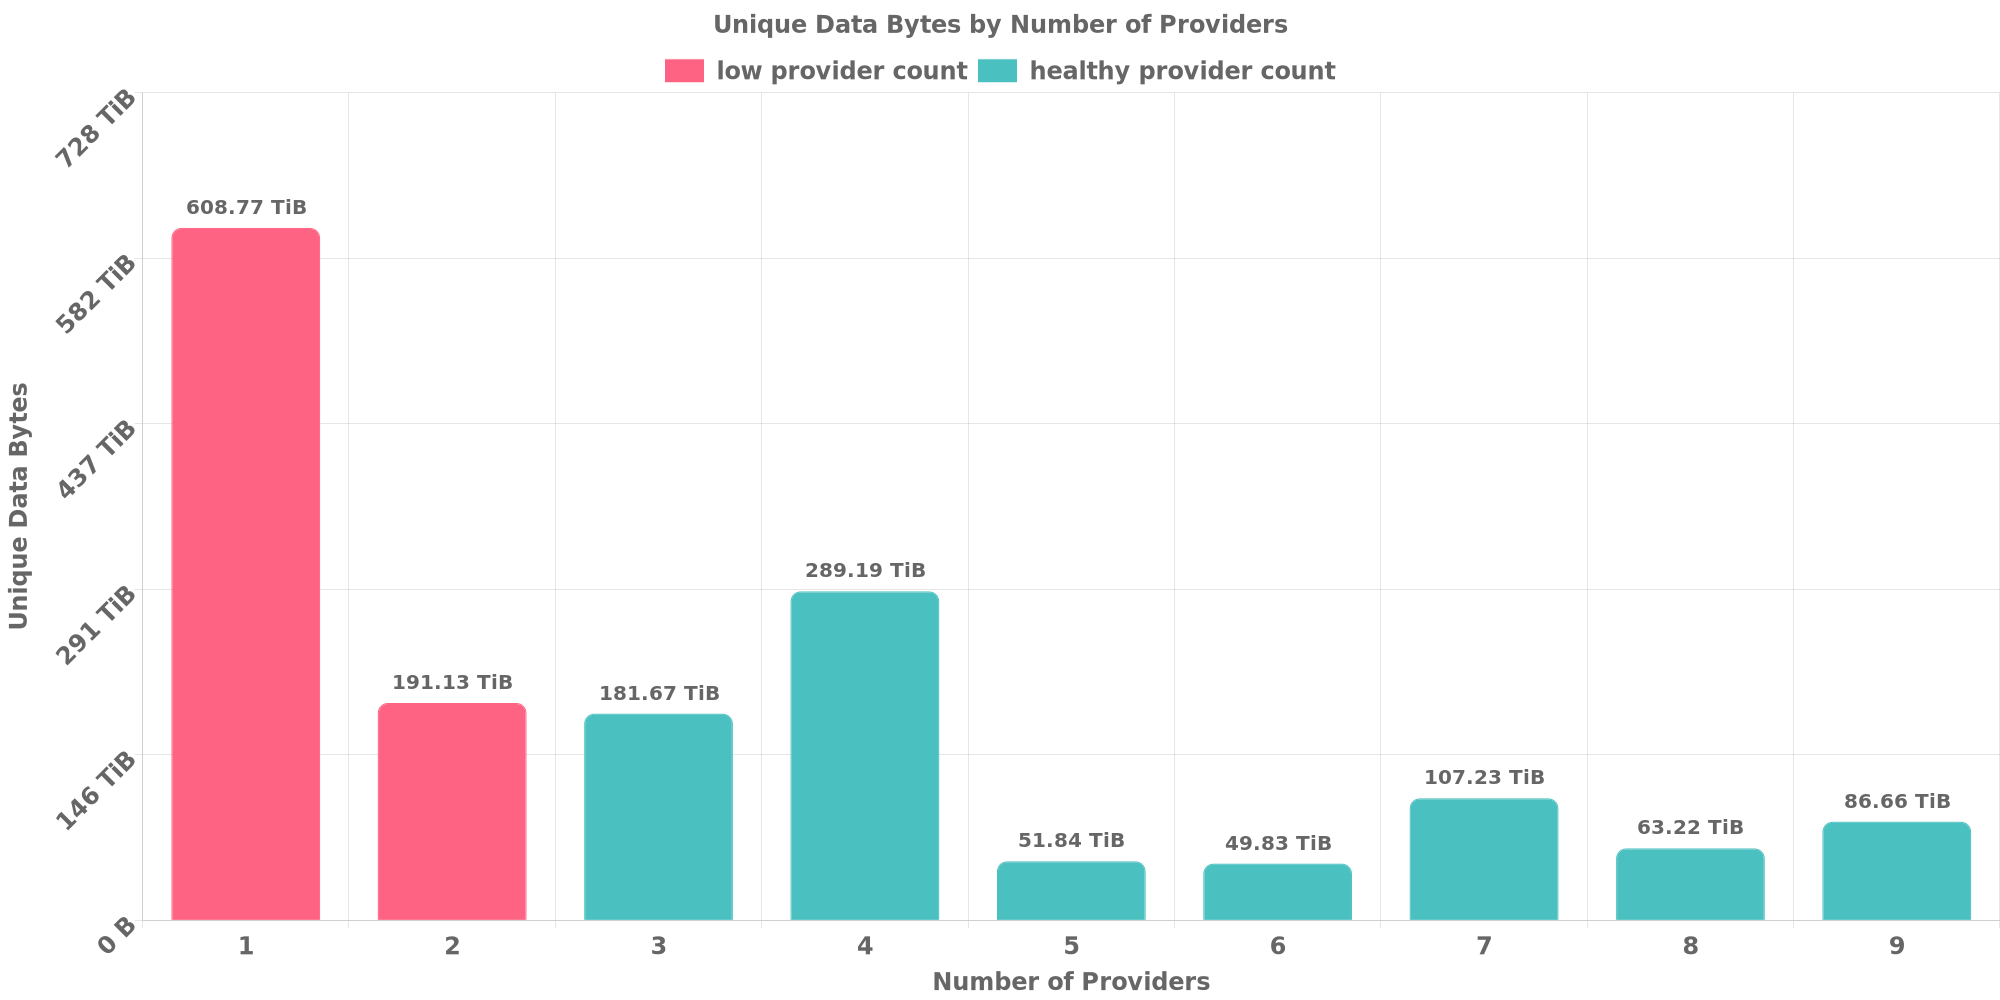 Unique Data Bytes by Number of Providers
low provider count healthy provider count
728 TiB
582 TiB
437 TiB
291 TiB
146 TiB
0 B
Unique Data Bytes
608.77 TiB
191.13 TiB
181.67 TiB
289.19 TiB
51.84 TiB
49.83 TiB
107.23 TiB
63.22 TiB
86.66 TiB
1 2 3 4 5 6 7 8 9
Number of Providers